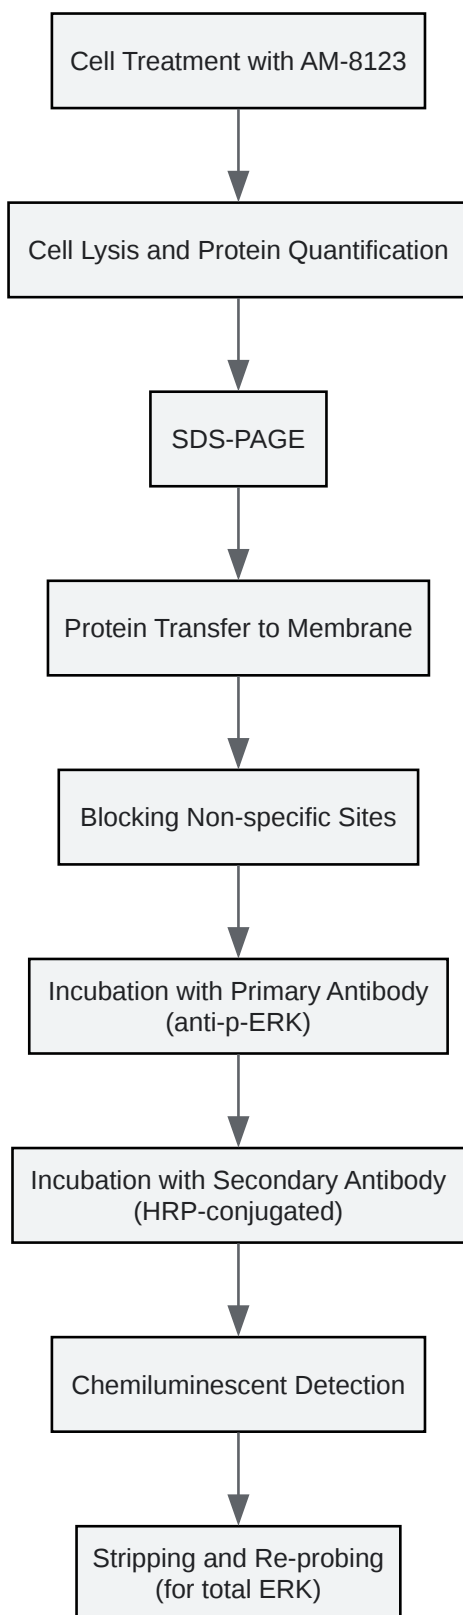 Cell Treatment with AM-8123
Cell Lysis and Protein Quantification
SDS-PAGE
Protein Transfer to Membrane
Blocking Non-specific Sites
Incubation with Primary Antibody
(anti-p-ERK)
Incubation with Secondary Antibody
(HRP-conjugated)
Chemiluminescent Detection
Stripping and Re-probing
(for total ERK)